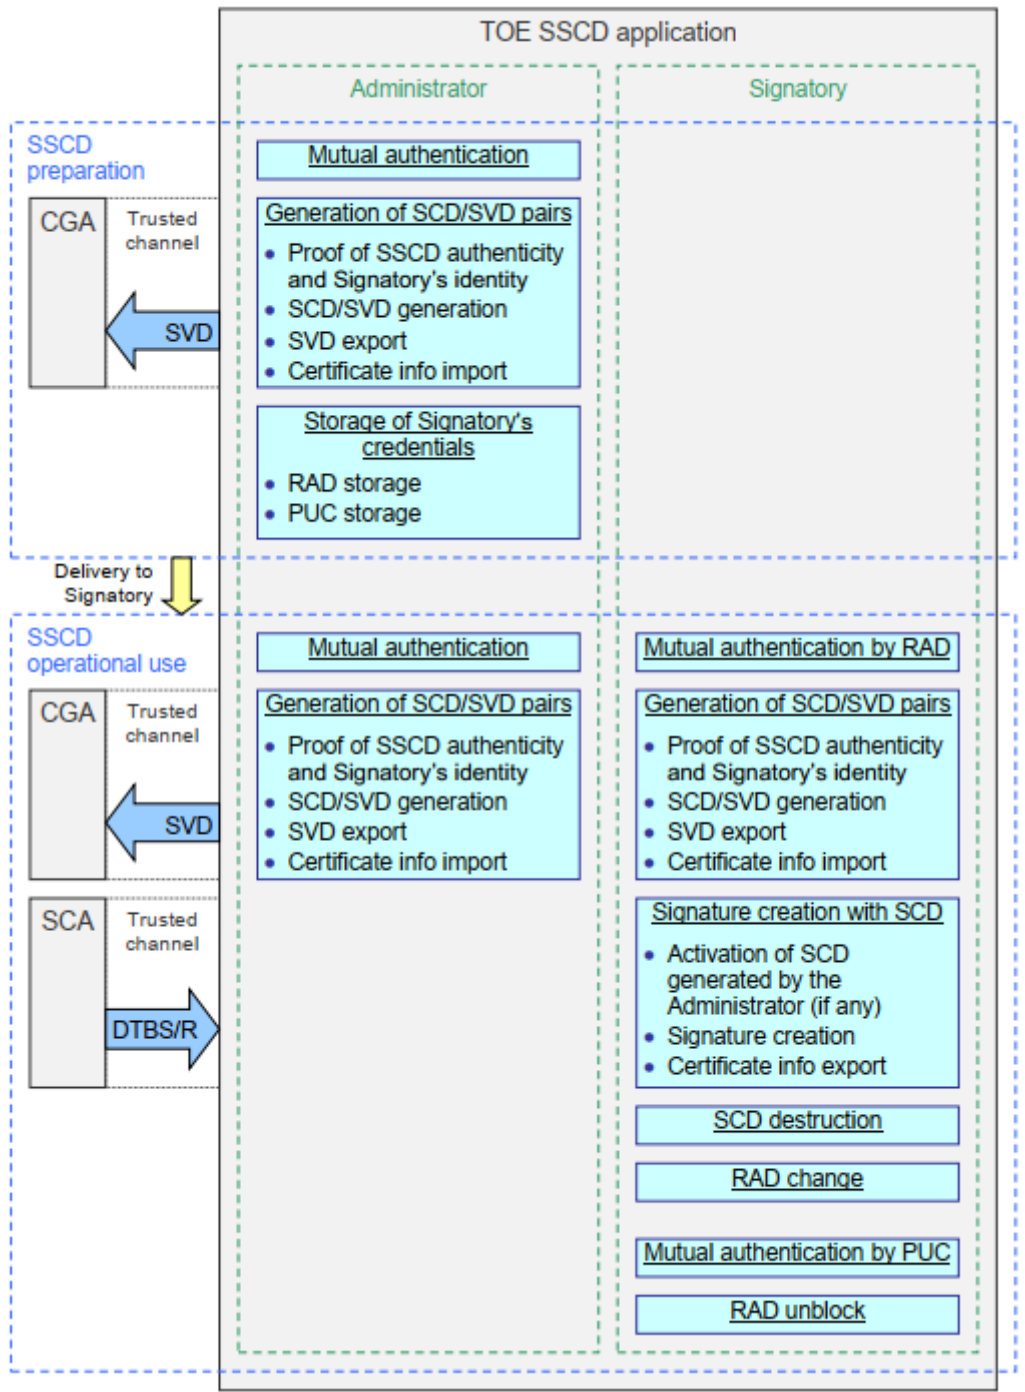 TOE SSCD application
Administrator
Signatory
SSCD
preparation
CGA
Trusted
channel
SVD
Mutual authentication
Generation of SCD/SVD pairs
• Proof of SSCD authenticity
and Signatory's identity
• SCD/SVD generation
• SVD export
• Certificate info import
Storage of Signatory's
credentials
• RAD storage
• PUC storage
Delivery to
Signatory
SSCD
operational use
CGA
Trusted
channel
SVD
Mutual authentication
Generation of SCD/SVD pairs
• Proof of SSCD authenticity
and Signatory's identity
• SCD/SVD generation
• SVD export
• Certificate info import
Mutual authentication by RAD
Generation of SCD/SVD pairs
• Proof of SSCD authenticity
and Signatory's identity
• SCD/SVD generation
• SVD export
• Certificate info import
SCA
Trusted
channel
DTBS/R
Signature creation with SCD
• Activation of SCD
generated by the
Administrator (if any)
• Signature creation
• Certificate info export
SCD destruction
RAD change
Mutual authentication by PUC
RAD unblock